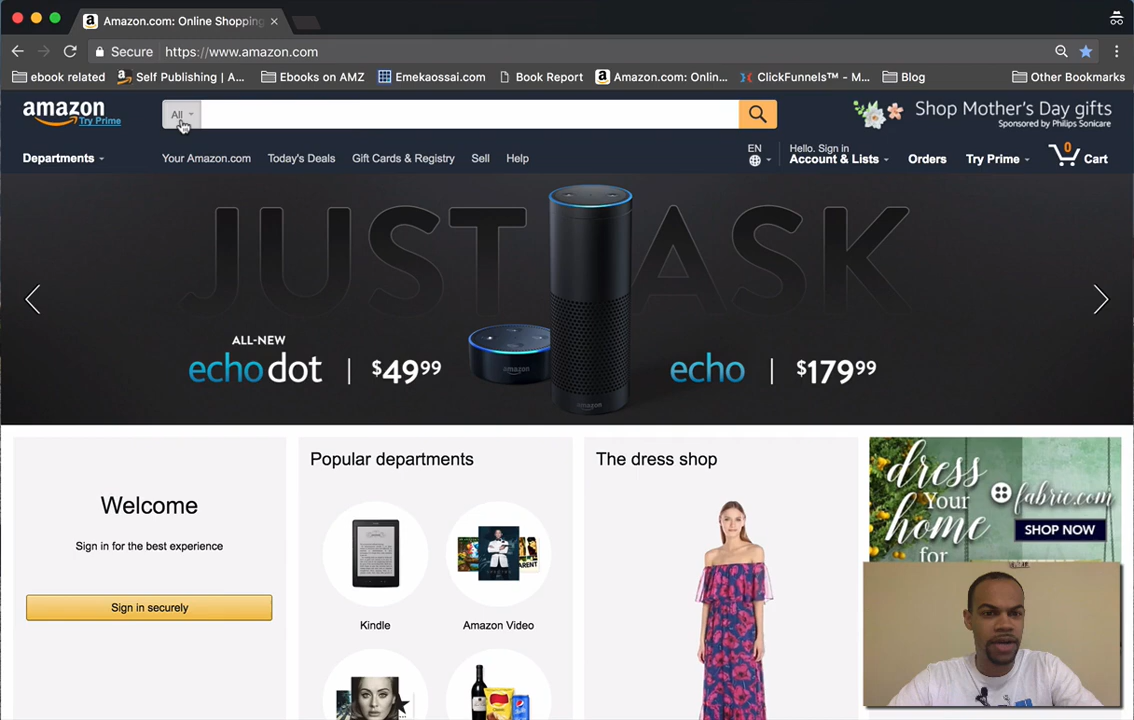 Amazon.com: Online Shopping
Secure https://www.amazon.com
ebook related Self Publishing | A... Ebooks on AMZ Emekaossai.com Book Report Amazon.com: Onlin... ClickFunnels™ - M... Blog Other Bookmarks
amazon
Try Prime
All
Shop Mother's Day gifts
Sponsored by Philips Sonicare
Departments Your Amazon.com Today's Deals Gift Cards & Registry Sell Help
EN
Hello. Sign in
Account & Lists Orders Try Prime 0 Cart
JUST ASK
ALL-NEW
echo dot | $49.99
amazon
echo | $179.99
amazon
Welcome
Sign in for the best experience
Sign in securely
Popular departments
Kindle
Amazon Video
The dress shop
dress
Your
home
for
fabric.com
SHOP NOW